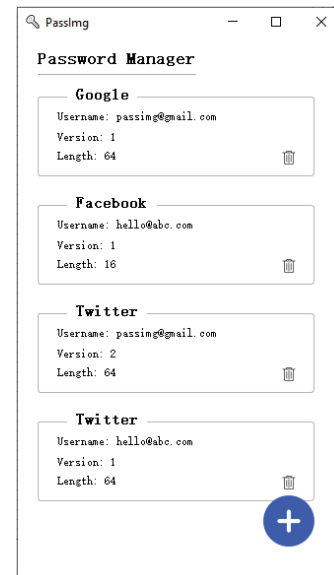 PassImg
Password Manager
Google
Username: passimg@gmail.com
Version: 1
Length: 64
Facebook
Username: hello@abc.com
Version: 1
Length: 16
Twitter
Username: passimg@gmail.com
Version: 2
Length: 64
Twitter
Username: hello@abc.com
Version: 1
Length: 64